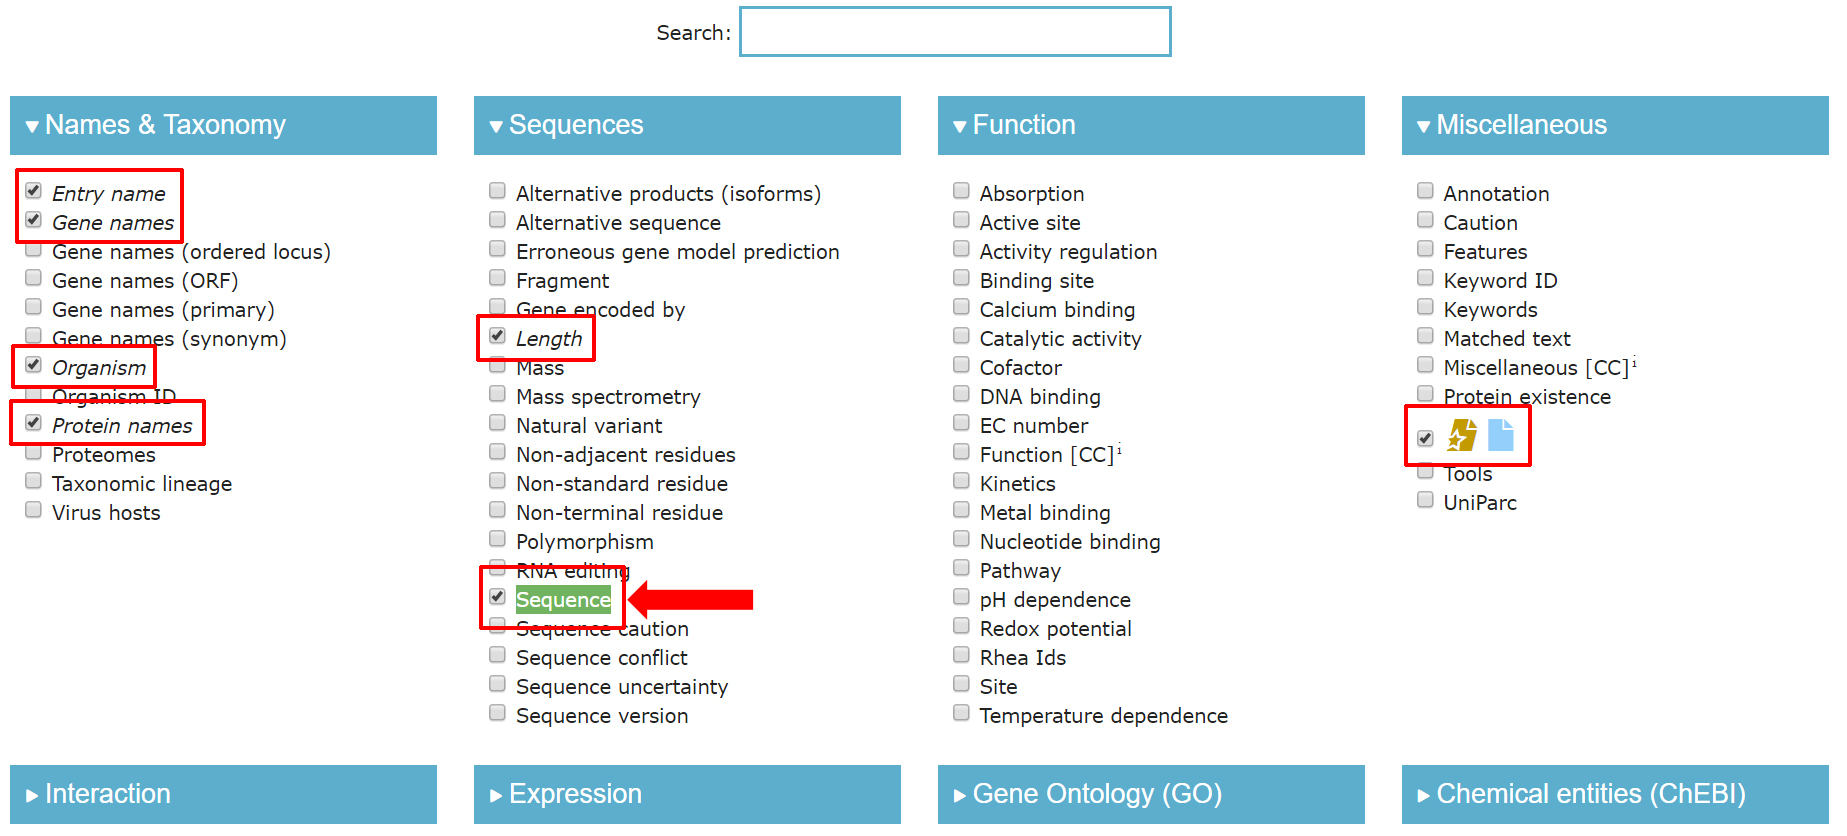 Search:
Names & Taxonomy
Entry name
Gene names
Gene names (ordered locus)
Gene names (ORF)
Gene names (primary)
Gene names (synonym)
Organism
Organism ID
Protein names
Proteomes
Taxonomic lineage
Virus hosts
Sequences
Alternative products (isoforms)
Alternative sequence
Erroneous gene model prediction
Fragment
Gene encoded by
Length
Mass
Mass spectrometry
Natural variant
Non-adjacent residues
Non-standard residue
Non-terminal residue
Polymorphism
RNA editing
Sequence
Sequence caution
Sequence conflict
Sequence uncertainty
Sequence version
Function
Absorption
Active site
Activity regulation
Binding site
Calcium binding
Catalytic activity
Cofactor
DNA binding
EC number
Function [CC]i
Kinetics
Metal binding
Nucleotide binding
Pathway
pH dependence
Redox potential
Rhea Ids
Site
Temperature dependence
Miscellaneous
Annotation
Caution
Features
Keyword ID
Keywords
Matched text
Miscellaneous [CC]i
Protein existence
Tools
UniParc
Interaction
Expression
Gene Ontology (GO)
Chemical entities (ChEBI)